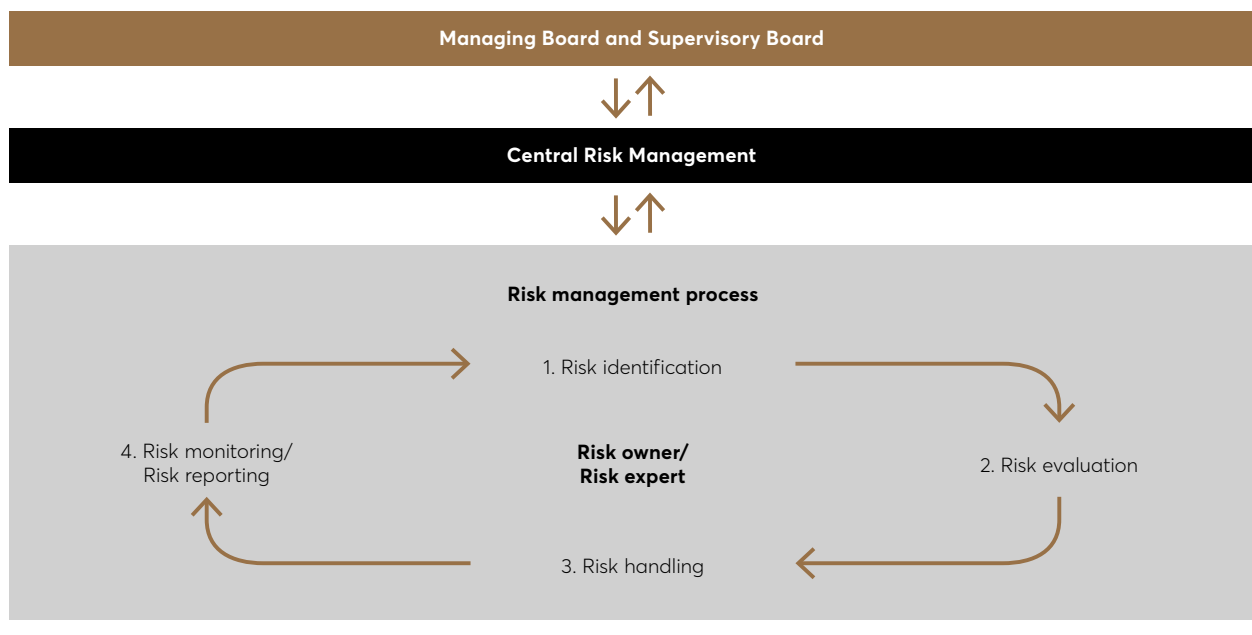 Managing Board and Supervisory Board
Central Risk Management
Risk management process
1. Risk identification
4. Risk monitoring/
Risk reporting
Risk owner/
Risk expert
2. Risk evaluation
3. Risk handling